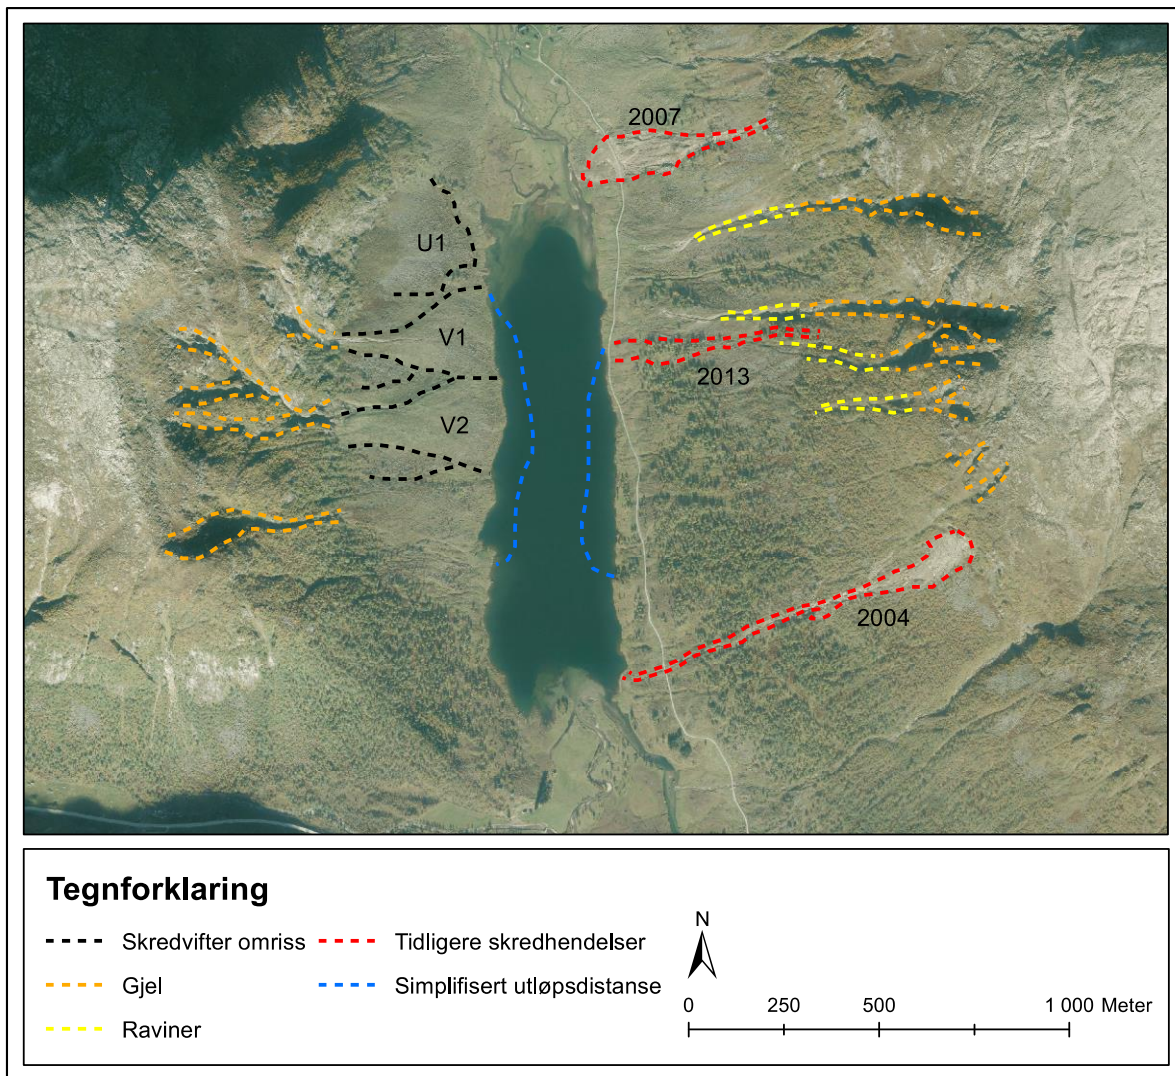 2007
U1
V1
2013
V2
2004
Tegnforklaring
Skredvifter omriss
Tidligere skredhendelser
Gjel
Simplifisert utløpsdistanse
Raviner
N
0 250 500 1 000 Meter